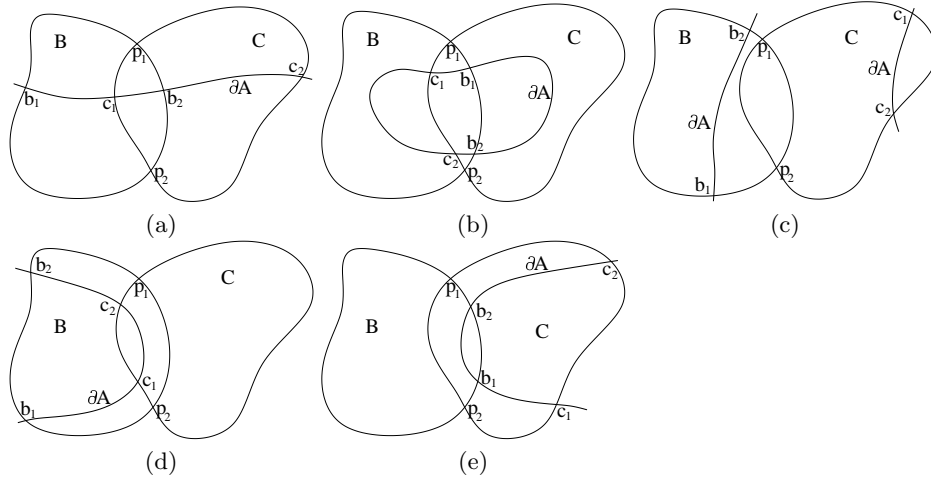 B C p₁ b₁ c₁ b₂ ∂A c₂ p₂
(a)
B C p₁ c₁ b₁ ∂A b₂ c₂ p₂
(b)
B C b₂ p₁ c₁ ∂A ∂A c₂ b₁ p₂
(c)
b₂ p₁ C c₂ B c₁ ∂A b₁ p₂
(d)
∂A p₁ c₂ b₂ B C b₁ p₂ c₁
(e)